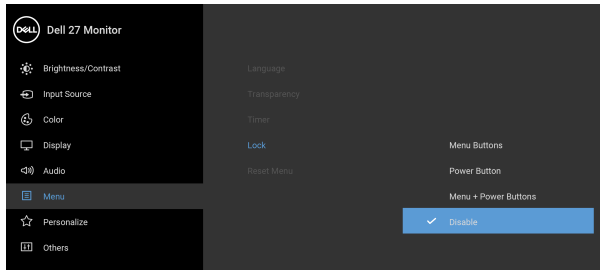 DELL
Dell 27 Monitor
Brightness/Contrast
Input Source
Color
Display
Audio
Menu
Personalize
Others
Language
Transparency
Timer
Lock
Reset Menu
Menu Buttons
Power Button
Menu + Power Buttons
Disable